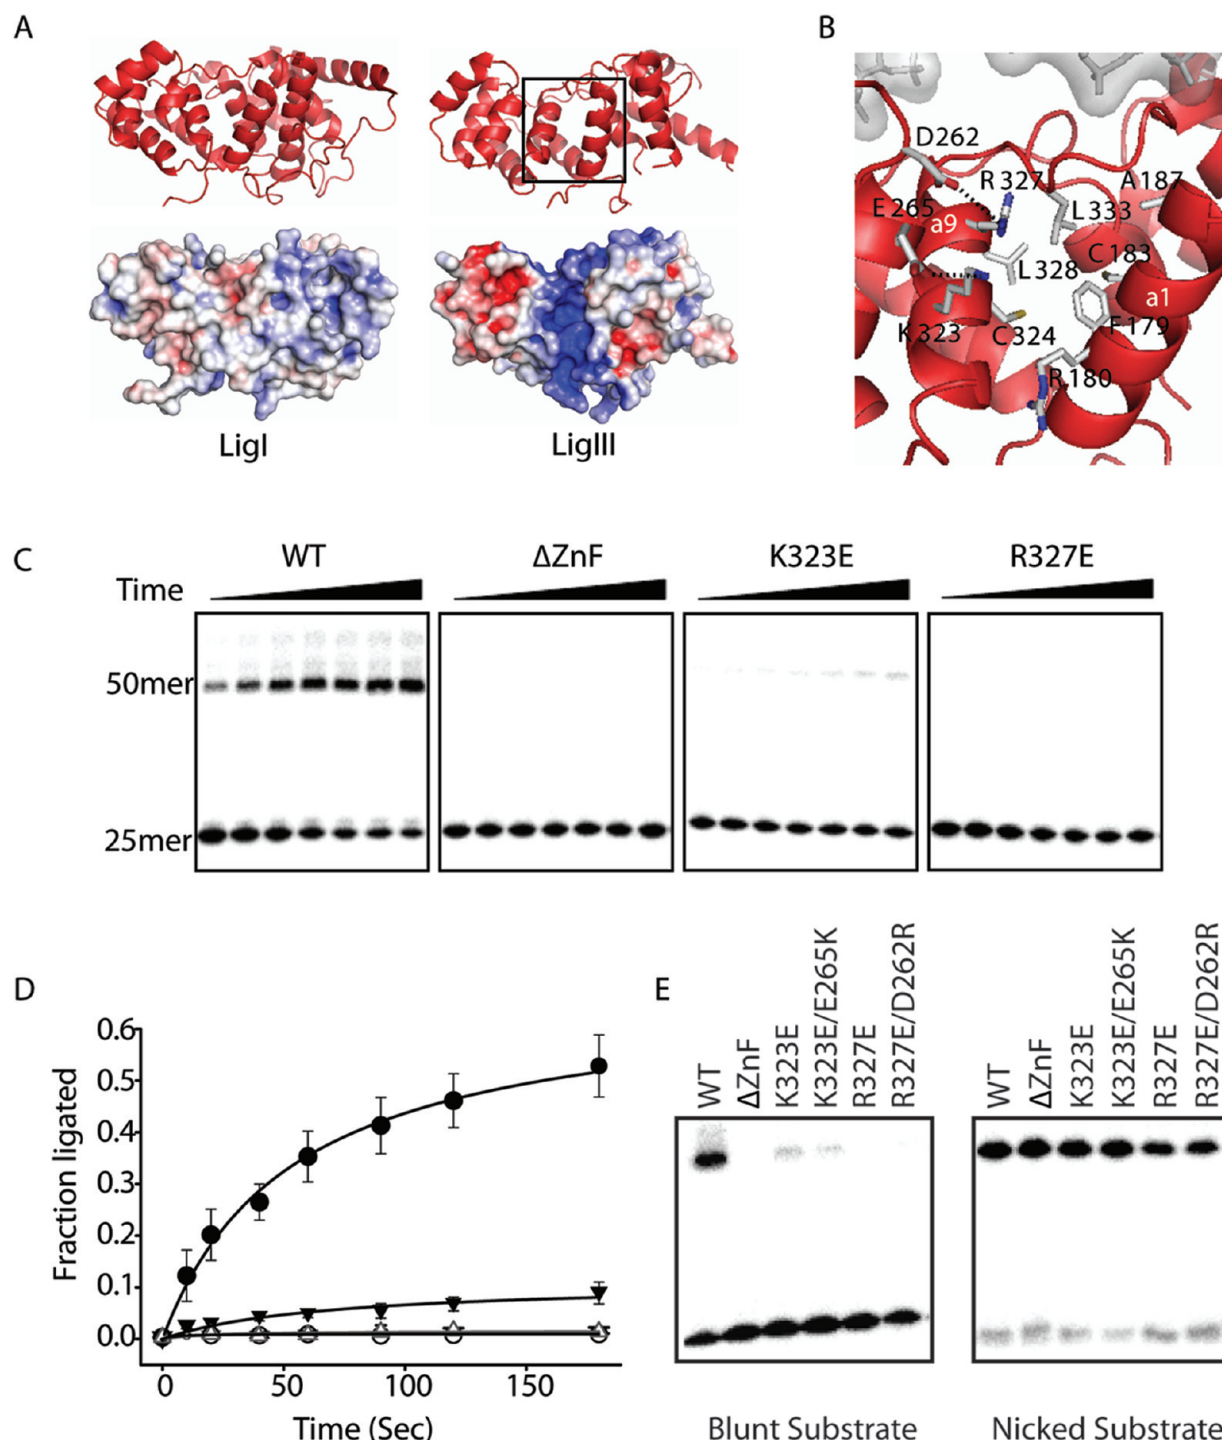 A
B
LigI
LigIII
D262
R327
A187
E265
a9
L333
C183
L328
a1
K323
C324
F179
R180
C
WT
ΔZnF
K323E
R327E
Time
50mer
25mer
D
E
Fraction ligated
0.6
0.5
0.4
0.3
0.2
0.1
0.0
0
50
100
150
Time (Sec)
WT
ΔZnF
K323E
K323E/E265K
R327E
R327E/D262R
Blunt Substrate
WT
ΔZnF
K323E
K323E/E265K
R327E
R327E/D262R
Nicked Substrate